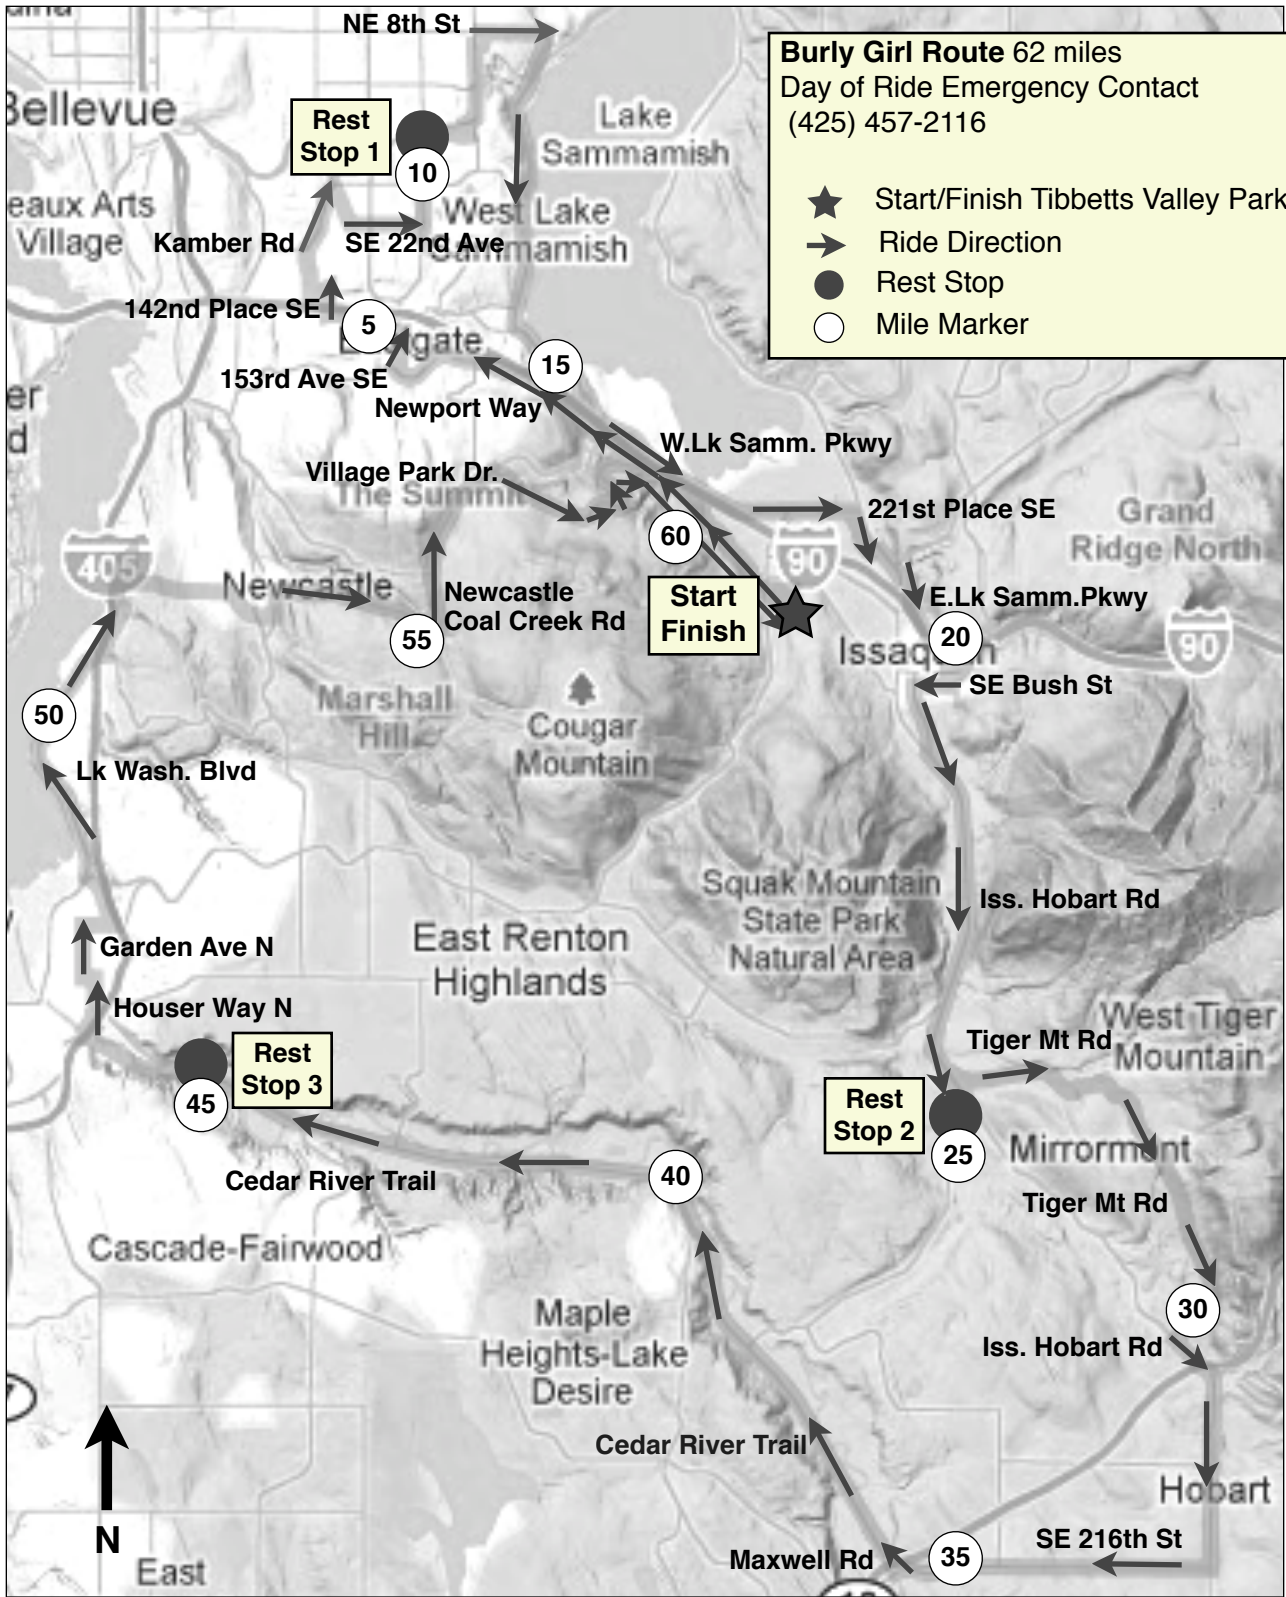 NE 8th St
Burly Girl Route 62 miles
Day of Ride Emergency Contact
(425) 457-2116
Start/Finish Tibbetts Valley Park
Ride Direction
Rest Stop
Mile Marker
Bellevue
Rest
Stop 1
10
Lake
Sammamish
eaux Arts
Village
Kamber Rd
SE 22nd Ave
West Lake
Sammamish
142nd Place SE
5
Eastgate
153rd Ave SE
15
Newport Way
W.Lk Samm. Pkwy
Village Park Dr.
The Summit
221st Place SE
Grand
Ridge North
60
90
405
Newcastle
Newcastle
Coal Creek Rd
55
Start
Finish
E.Lk Samm.Pkwy
20
90
Issaquah
SE Bush St
50
Marshall
Hill
Cougar
Mountain
Lk Wash. Blvd
Squak Mountain
State Park
Natural Area
Iss. Hobart Rd
Garden Ave N
East Renton
Highlands
Houser Way N
West Tiger
Mountain
Tiger Mt Rd
Rest
Stop 3
45
Rest
Stop 2
25
Mirrormont
40
Cedar River Trail
Tiger Mt Rd
Cascade-Fairwood
30
Maple
Heights-Lake
Desire
Iss. Hobart Rd
Cedar River Trail
Hobart
N
SE 216th St
Maxwell Rd
35
East